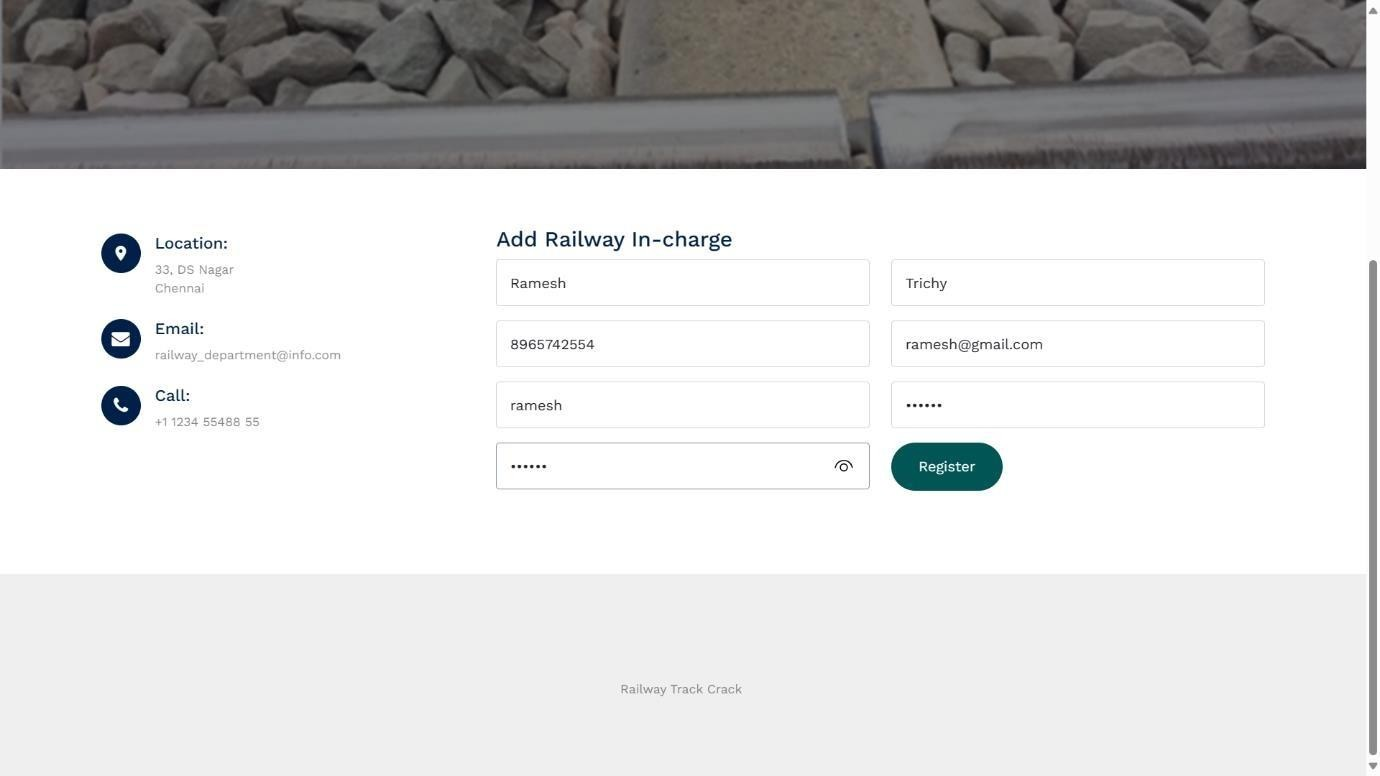 Location:
33, DS Nagar
Chennai
Email:
railway_department@info.com
Call:
+1 1234 55488 55
Add Railway In-charge
Ramesh
Trichy
8965742554
ramesh@gmail.com
ramesh
••••••
••••••
Register
Railway Track Crack